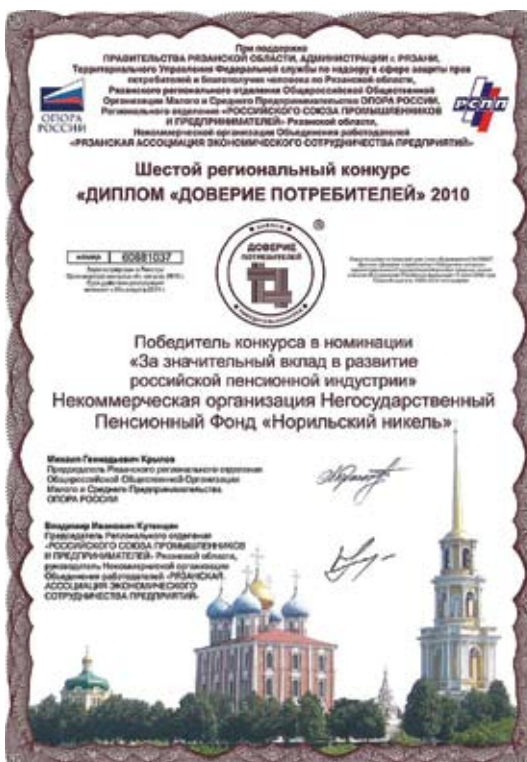 При поддержке
ПРАВИТЕЛЬСТВА РЯЗАНСКОЙ ОБЛАСТИ, АДМИНИСТРАЦИИ г. РЯЗАНИ,
Территориального Управления Федеральной службы по надзору в сфере защиты прав
потребителей и благополучия человека по Рязанской области,
Рязанского регионального отделения Общероссийской Общественной
Организации Малого и Среднего Предпринимательства ОПОРА РОССИИ,
Регионального отделения «РОССИЙСКОГО СОЮЗА ПРОМЫШЛЕННИКОВ
И ПРЕДПРИНИМАТЕЛЕЙ» Рязанской области,
Некоммерческой организации Объединения работодателей
«РЯЗАНСКАЯ АССОЦИАЦИЯ ЭКОНОМИЧЕСКОГО СОТРУДНИЧЕСТВА ПРЕДПРИЯТИЙ»
ОПОРА
РОССИИ
РСПП
Шестой региональный конкурс
«ДИПЛОМ «ДОВЕРИЕ ПОТРЕБИТЕЛЕЙ» 2010
номер 60881037
ДОВЕРИЕ
ПОТРЕБИТЕЛЕЙ
®
Победитель конкурса в номинации
«За значительный вклад в развитие
российской пенсионной индустрии»
Некоммерческая организация Негосударственный
Пенсионный Фонд «Норильский никель»
Михаил Геннадьевич Крылов
Председатель Рязанского регионального отделения
Общероссийской Общественной Организации
Малого и Среднего Предпринимательства
ОПОРА РОССИИ
Владимир Иванович
Председатель Регионального отделения
«РОССИЙСКОГО СОЮЗА ПРОМЫШЛЕННИКОВ
И ПРЕДПРИНИМАТЕЛЕЙ» Рязанской области,
руководитель Некоммерческой организации
Объединения работодателей «РЯЗАНСКАЯ
АССОЦИАЦИЯ ЭКОНОМИЧЕСКОГО
СОТРУДНИЧЕСТВА ПРЕДПРИЯТИЙ»